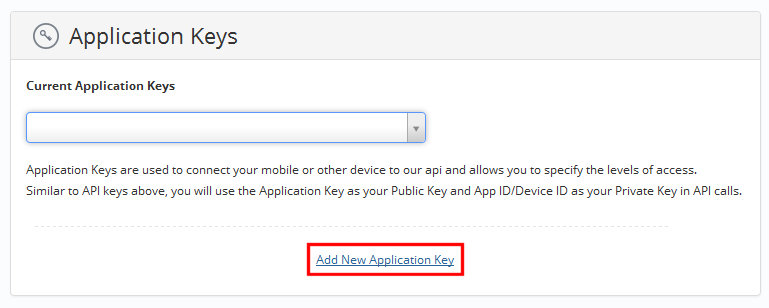 Application Keys
Current Application Keys
Application Keys are used to connect your mobile or other device to our api and allows you to specify the levels of access.
Similar to API keys above, you will use the Application Key as your Public Key and App ID/Device ID as your Private Key in API calls.
Add New Application Key